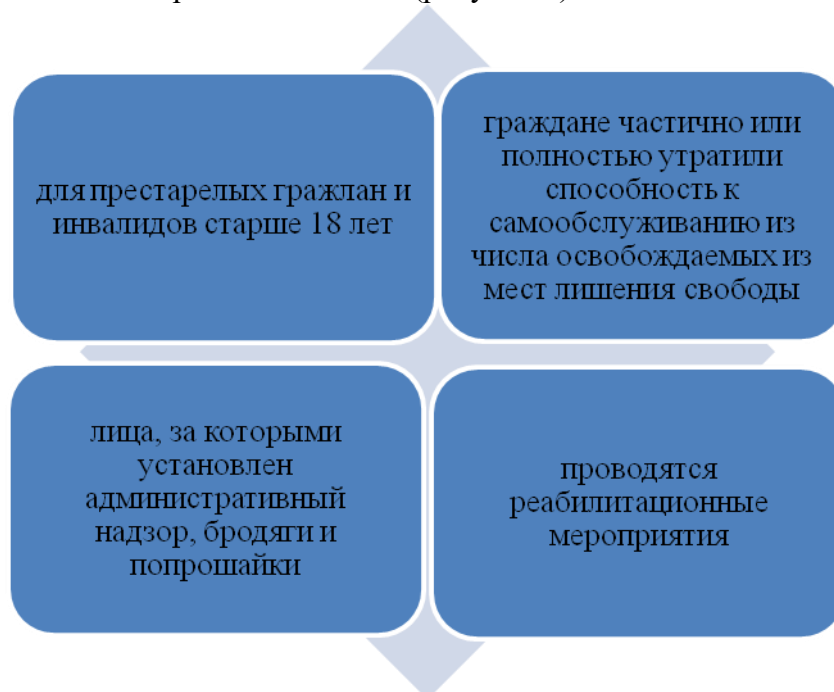 для престарелых граждан и
инвалидов старше 18 лет
граждане частично или
полностью утратили
способность к
самообслуживанию из
числа освобождаемых из
мест лишения свободы
лица, за которыми
установлен
административный
надзор, бродяги и
попрошайки
проводятся
реабилитационные
мероприятия